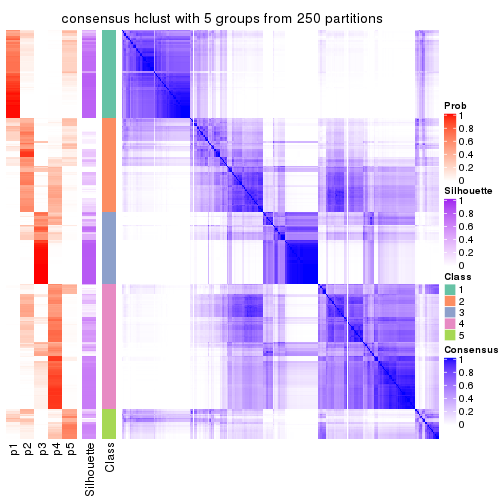 consensus hclust with 5 groups from 250 partitions
Prob
1
0.8
0.6
0.4
0.2
0
Silhouette
1
0.8
0.6
0.4
0.2
0
Class
1
2
3
4
5
Consensus
1
0.8
0.6
0.4
0.2
0
p1
p2
p3
p4
p5
Silhouette
Class